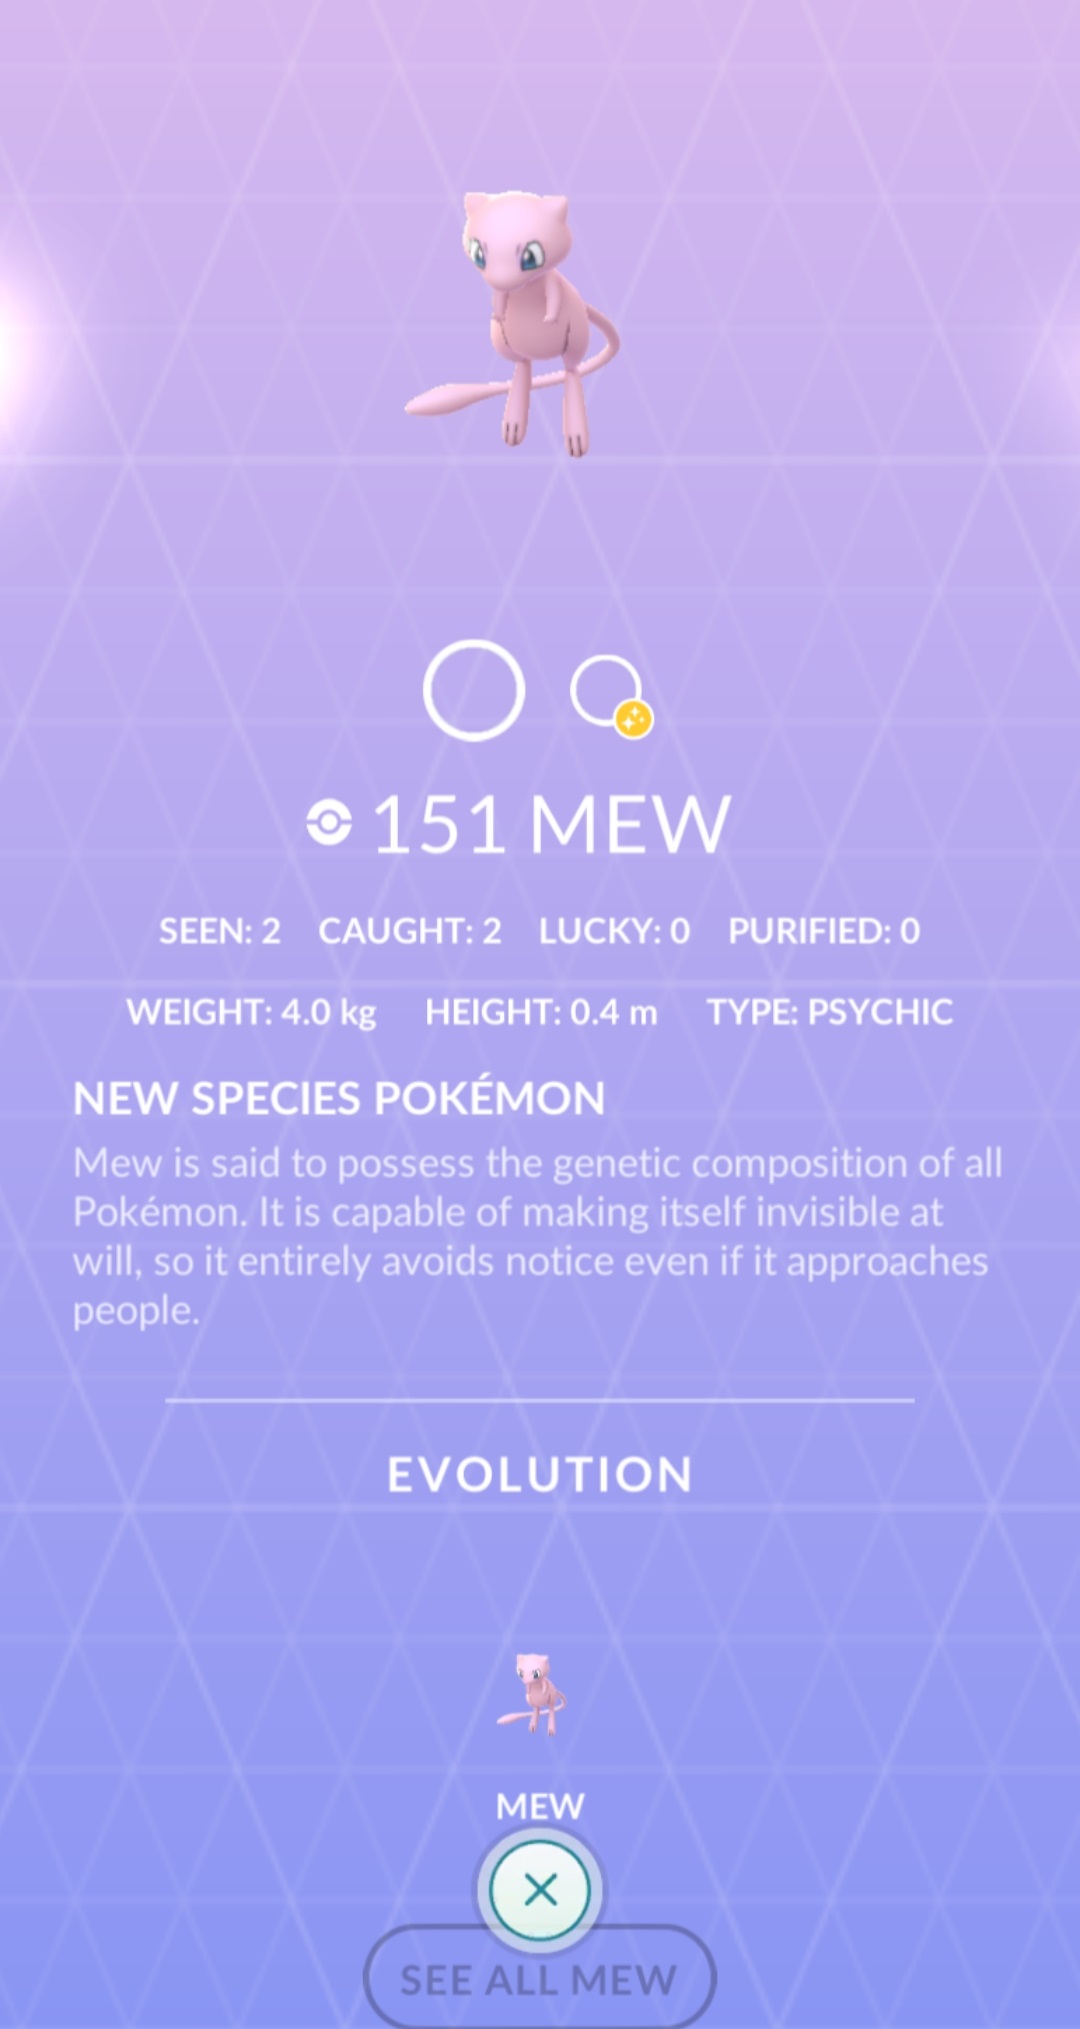 151 MEW
SEEN: 2 CAUGHT: 2 LUCKY: 0 PURIFIED: 0
WEIGHT: 4.0 kg HEIGHT: 0.4 m TYPE: PSYCHIC
NEW SPECIES POKÉMON
Mew is said to possess the genetic composition of all
Pokémon. It is capable of making itself invisible at
will, so it entirely avoids notice even if it approaches
people.
EVOLUTION
MEW
SEE ALL MEW